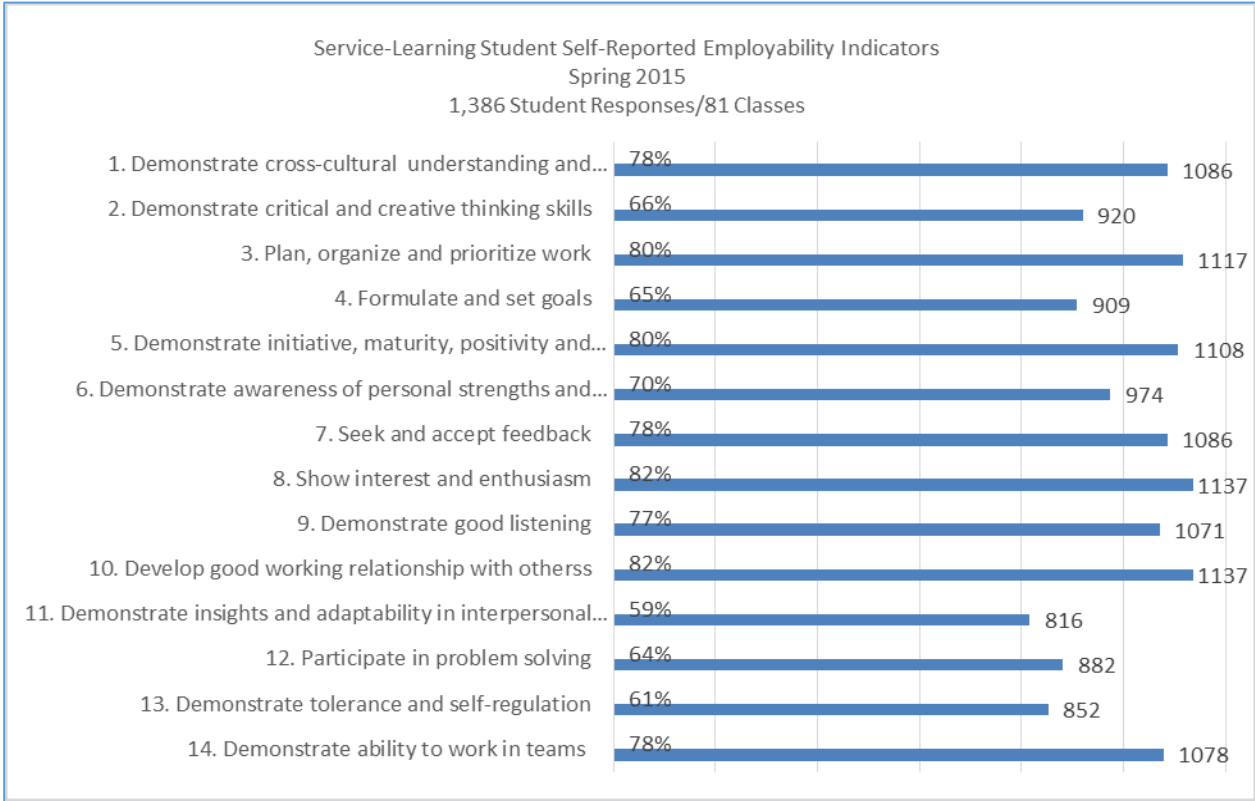 Service-Learning Student Self-Reported Employability Indicators
Spring 2015
1,386 Student Responses/81 Classes
1. Demonstrate cross-cultural understanding and... 78% 1086
2. Demonstrate critical and creative thinking skills 66% 920
3. Plan, organize and prioritize work 80% 1117
4. Formulate and set goals 65% 909
5. Demonstrate initiative, maturity, positivity and... 80% 1108
6. Demonstrate awareness of personal strengths and... 70% 974
7. Seek and accept feedback 78% 1086
8. Show interest and enthusiasm 82% 1137
9. Demonstrate good listening 77% 1071
10. Develop good working relationship with otherss 82% 1137
11. Demonstrate insights and adaptability in interpersonal... 59% 816
12. Participate in problem solving 64% 882
13. Demonstrate tolerance and self-regulation 61% 852
14. Demonstrate ability to work in teams 78% 1078